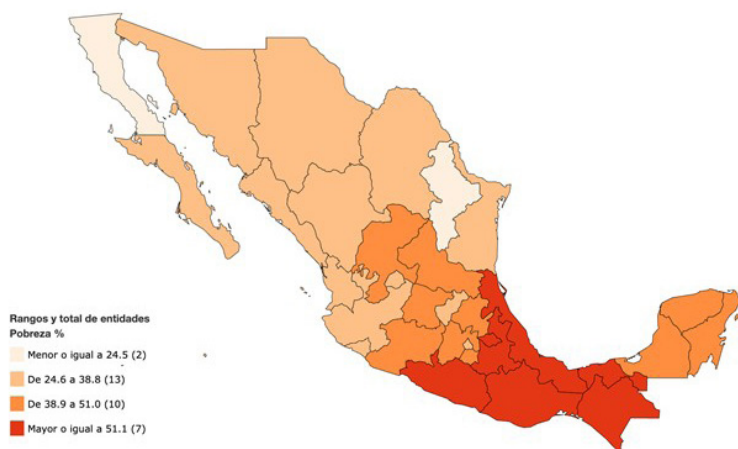 Rangos y total de entidades
Pobreza %
Menor o igual a 24.5 (2)
De 24.6 a 38.8 (13)
De 38.9 a 51.0 (10)
Mayor o igual a 51.1 (7)